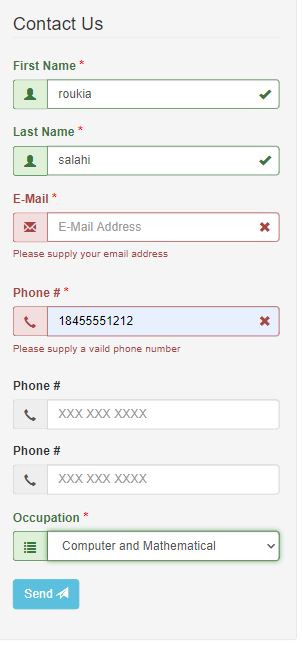 Contact Us
First Name *
roukia
Last Name *
salahi
E-Mail *
E-Mail Address
Please supply your email address
Phone # *
18455551212
Please supply a vaild phone number
Phone #
XXX XXX XXXX
Phone #
XXX XXX XXXX
Occupation *
Computer and Mathematical
Send